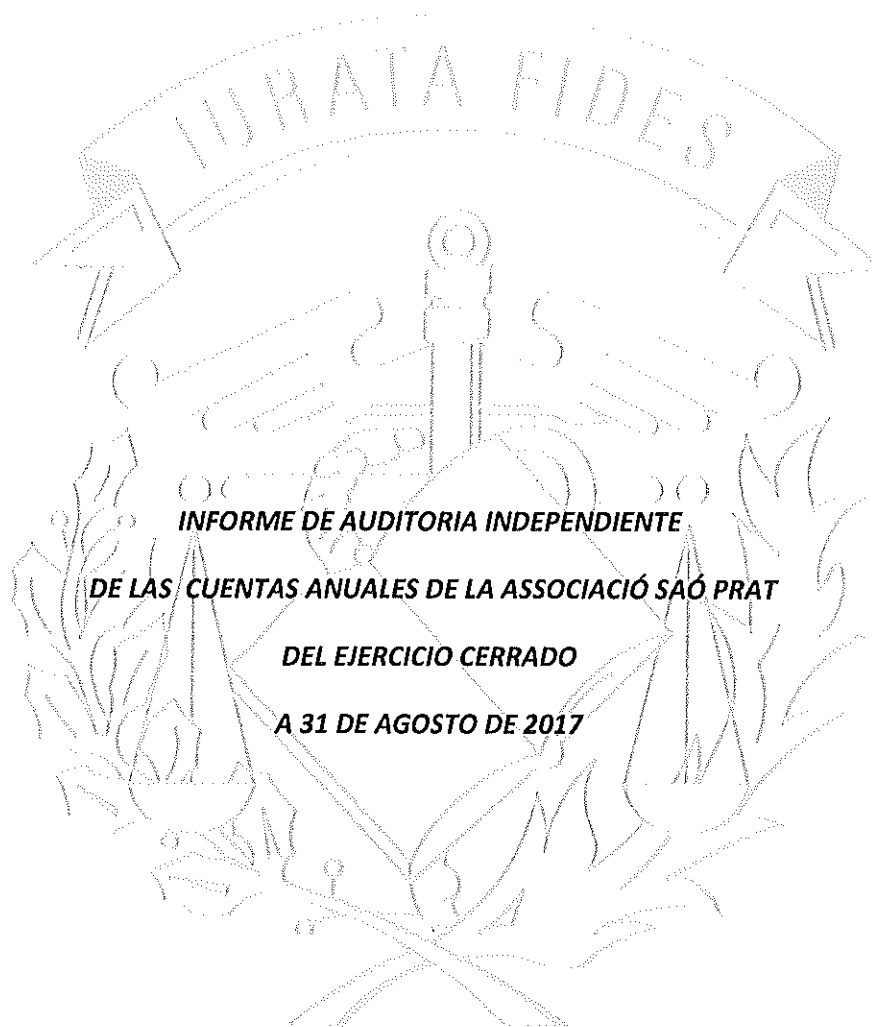 IURATA FIDES
INFORME DE AUDITORIA INDEPENDIENTE
DE LAS CUENTAS ANUALES DE LA ASSOCIACIÓ SAÓ PRAT
DEL EJERCICIO CERRADO
A 31 DE AGOSTO DE 2017